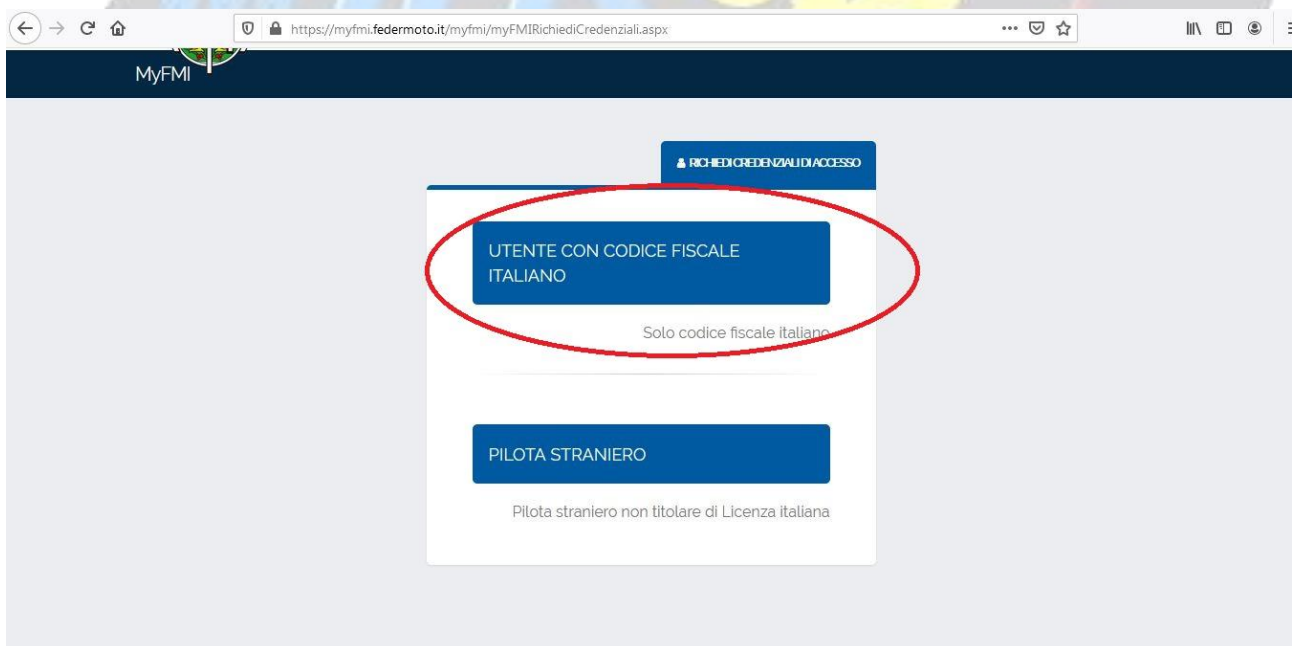 https://myfmi.federmoto.it/myfmi/myFMIRichiediCredenziali.aspx
MyFMI
RICHIEDI CREDENZIALI DI ACCESSO
UTENTE CON CODICE FISCALE
ITALIANO
Solo codice fiscale italiano
PILOTA STRANIERO
Pilota straniero non titolare di Licenza italiana